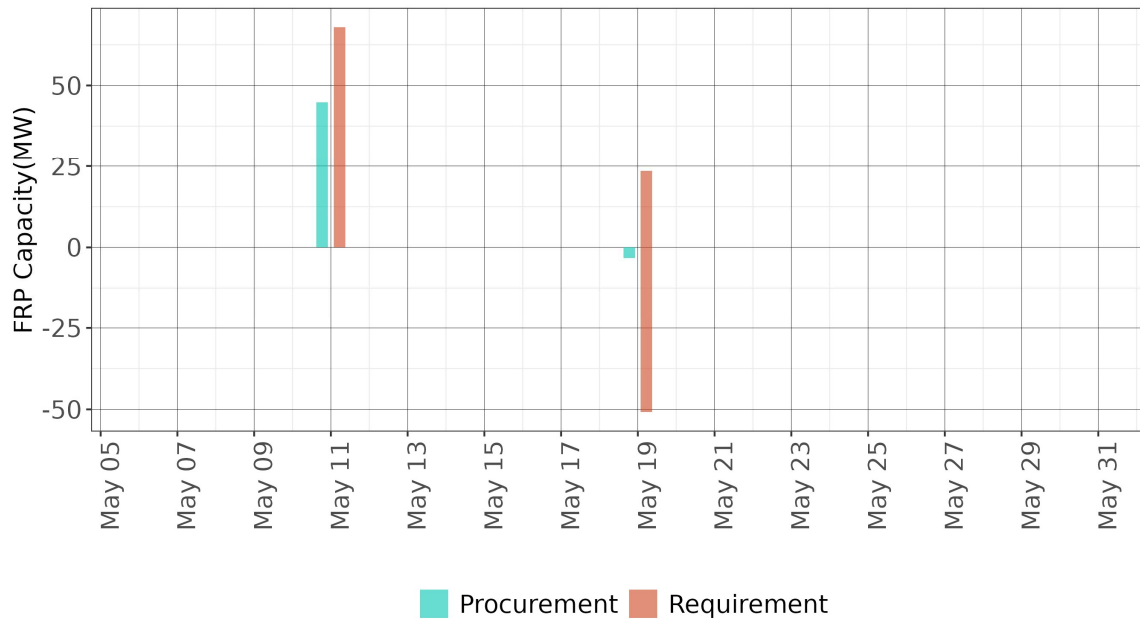 FRP Capacity(MW)
50
25
0
-25
-50
May 05
May 07
May 09
May 11
May 13
May 15
May 17
May 19
May 21
May 23
May 25
May 27
May 29
May 31
Procurement
Requirement